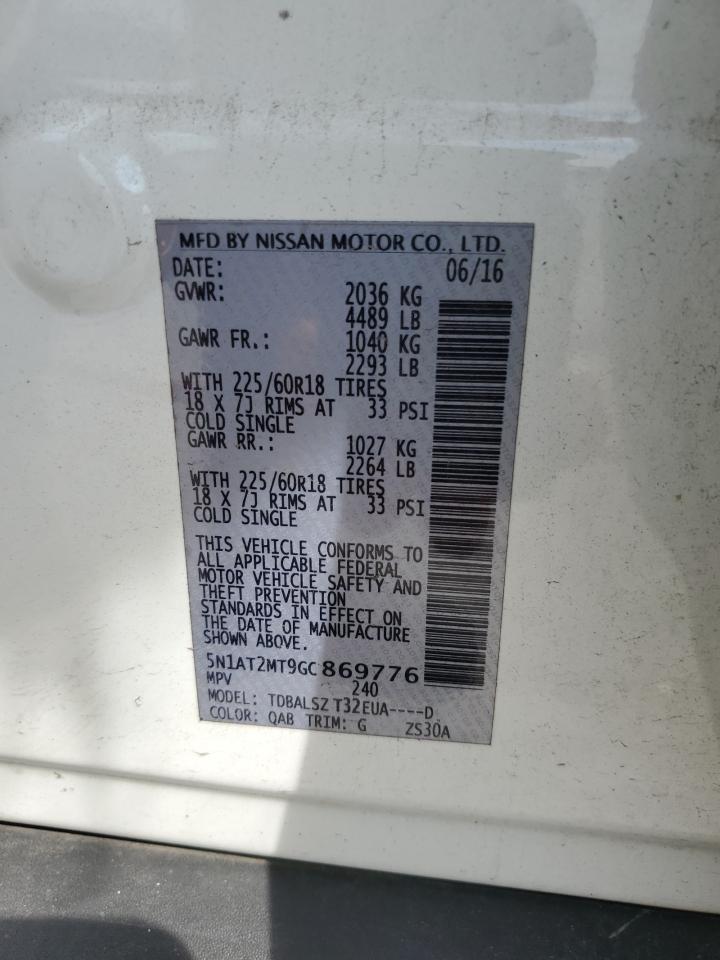 MFD BY NISSAN MOTOR CO., LTD.
DATE: 06/16
GVWR: 2036 KG
4489 LB
GAWR FR.: 1040 KG
2293 LB
WITH 225/60R18 TIRES
18 X 7J RIMS AT 33 PSI
COLD SINGLE
GAWR RR.: 1027 KG
2264 LB
WITH 225/60R18 TIRES
18 X 7J RIMS AT 33 PSI
COLD SINGLE
THIS VEHICLE CONFORMS TO
ALL APPLICABLE FEDERAL
MOTOR VEHICLE SAFETY AND
THEFT PREVENTION
STANDARDS IN EFFECT ON
THE DATE OF MANUFACTURE
SHOWN ABOVE.
5N1AT2MT9GC869776
MPV 240
MODEL: TDBALSZ T32EUA----D
COLOR: QAB TRIM: G ZS30A